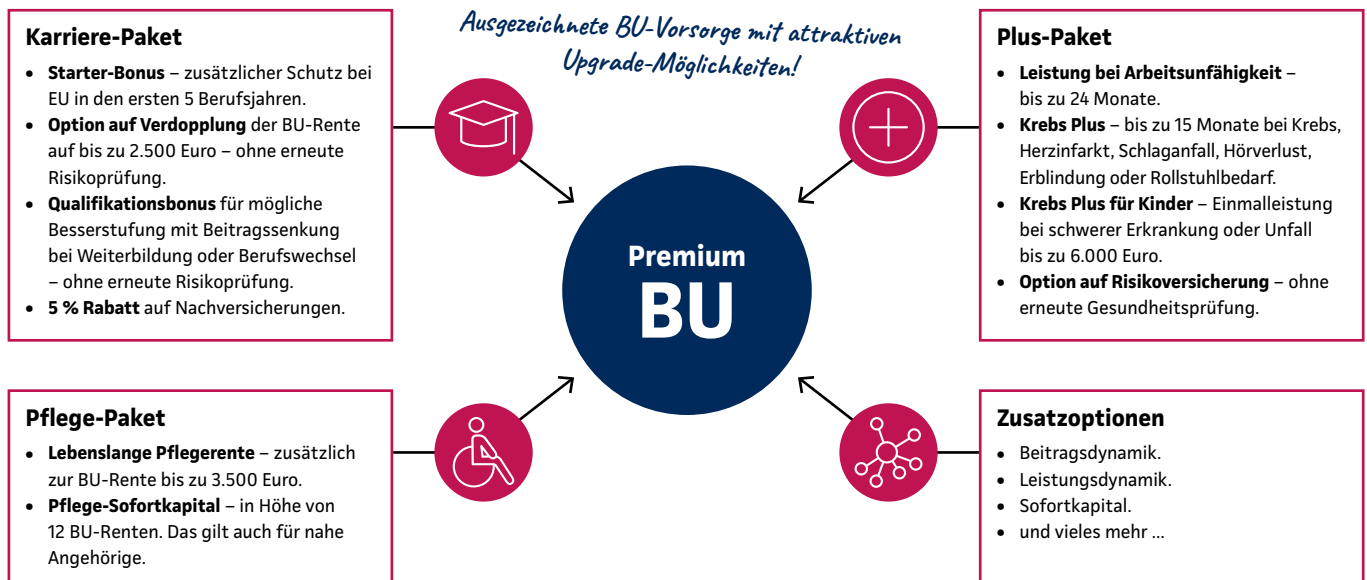 Ausgezeichnete BU-Vorsorge mit attraktiven
Upgrade-Möglichkeiten!
Karriere-Paket
• Starter-Bonus – zusätzlicher Schutz bei
EU in den ersten 5 Berufsjahren.
• Option auf Verdopplung der BU-Rente
auf bis zu 2.500 Euro – ohne erneute
Risikoprüfung.
• Qualifikationsbonus für mögliche
Besserstufung mit Beitragssenkung
bei Weiterbildung oder Berufswechsel
– ohne erneute Risikoprüfung.
• 5 % Rabatt auf Nachversicherungen.
Plus-Paket
• Leistung bei Arbeitsunfähigkeit –
bis zu 24 Monate.
• Krebs Plus – bis zu 15 Monate bei Krebs,
Herzinfarkt, Schlaganfall, Hörverlust,
Erblindung oder Rollstuhlbedarf.
• Krebs Plus für Kinder – Einmalleistung
bei schwerer Erkrankung oder Unfall
bis zu 6.000 Euro.
• Option auf Risikoversicherung – ohne
erneute Gesundheitsprüfung.
Premium
BU
Pflege-Paket
• Lebenslange Pflegerente – zusätzlich
zur BU-Rente bis zu 3.500 Euro.
• Pflege-Sofortkapital – in Höhe von
12 BU-Renten. Das gilt auch für nahe
Angehörige.
Zusatzoptionen
• Beitragsdynamik.
• Leistungsdynamik.
• Sofortkapital.
• und vieles mehr ...